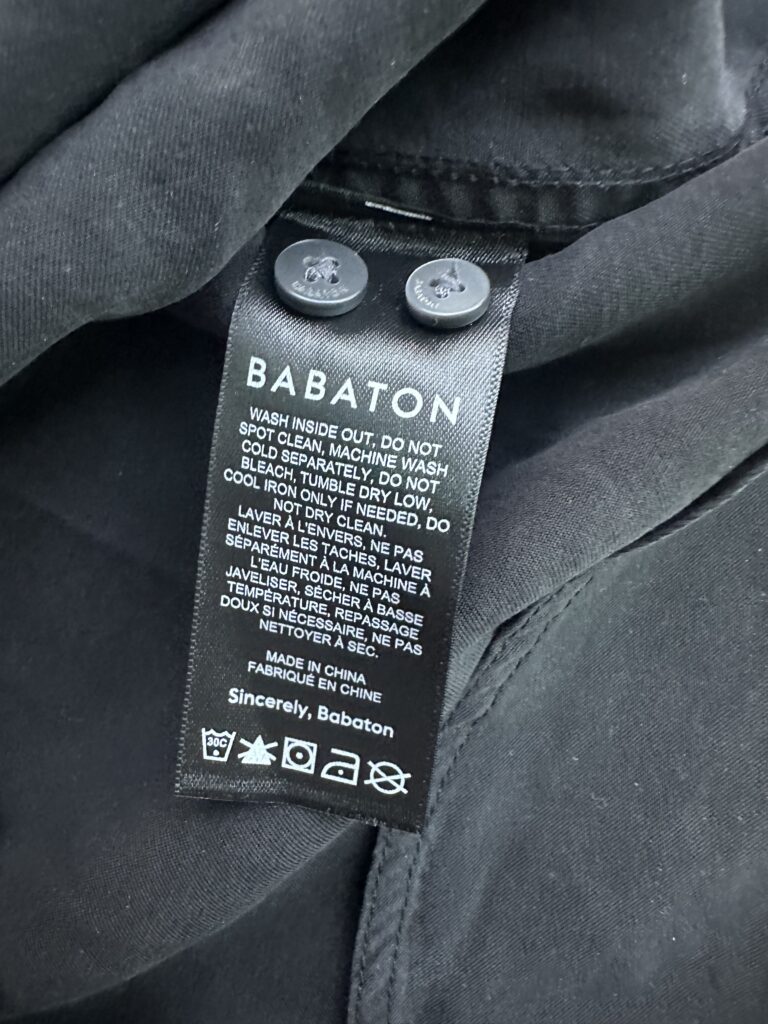 BABATON
BABATON
WASH INSIDE OUT, DO NOT
SPOT CLEAN, MACHINE WASH
COLD SEPARATELY, DO NOT
BLEACH, TUMBLE DRY LOW,
COOL IRON ONLY IF NEEDED, DO
NOT DRY CLEAN.
LAVER À L'ENVERS, NE PAS
ENLEVER LES TACHES, LAVER
SÉPARÉMENT À LA MACHINE À
L'EAU FROIDE, NE PAS
JAVELISER, SÉCHER À BASSE
TEMPÉRATURE, REPASSAGE
DOUX SI NÉCESSAIRE, NE PAS
NETTOYER À SEC.
MADE IN CHINA
FABRIQUÉ EN CHINE
Sincerely, Babaton
30C